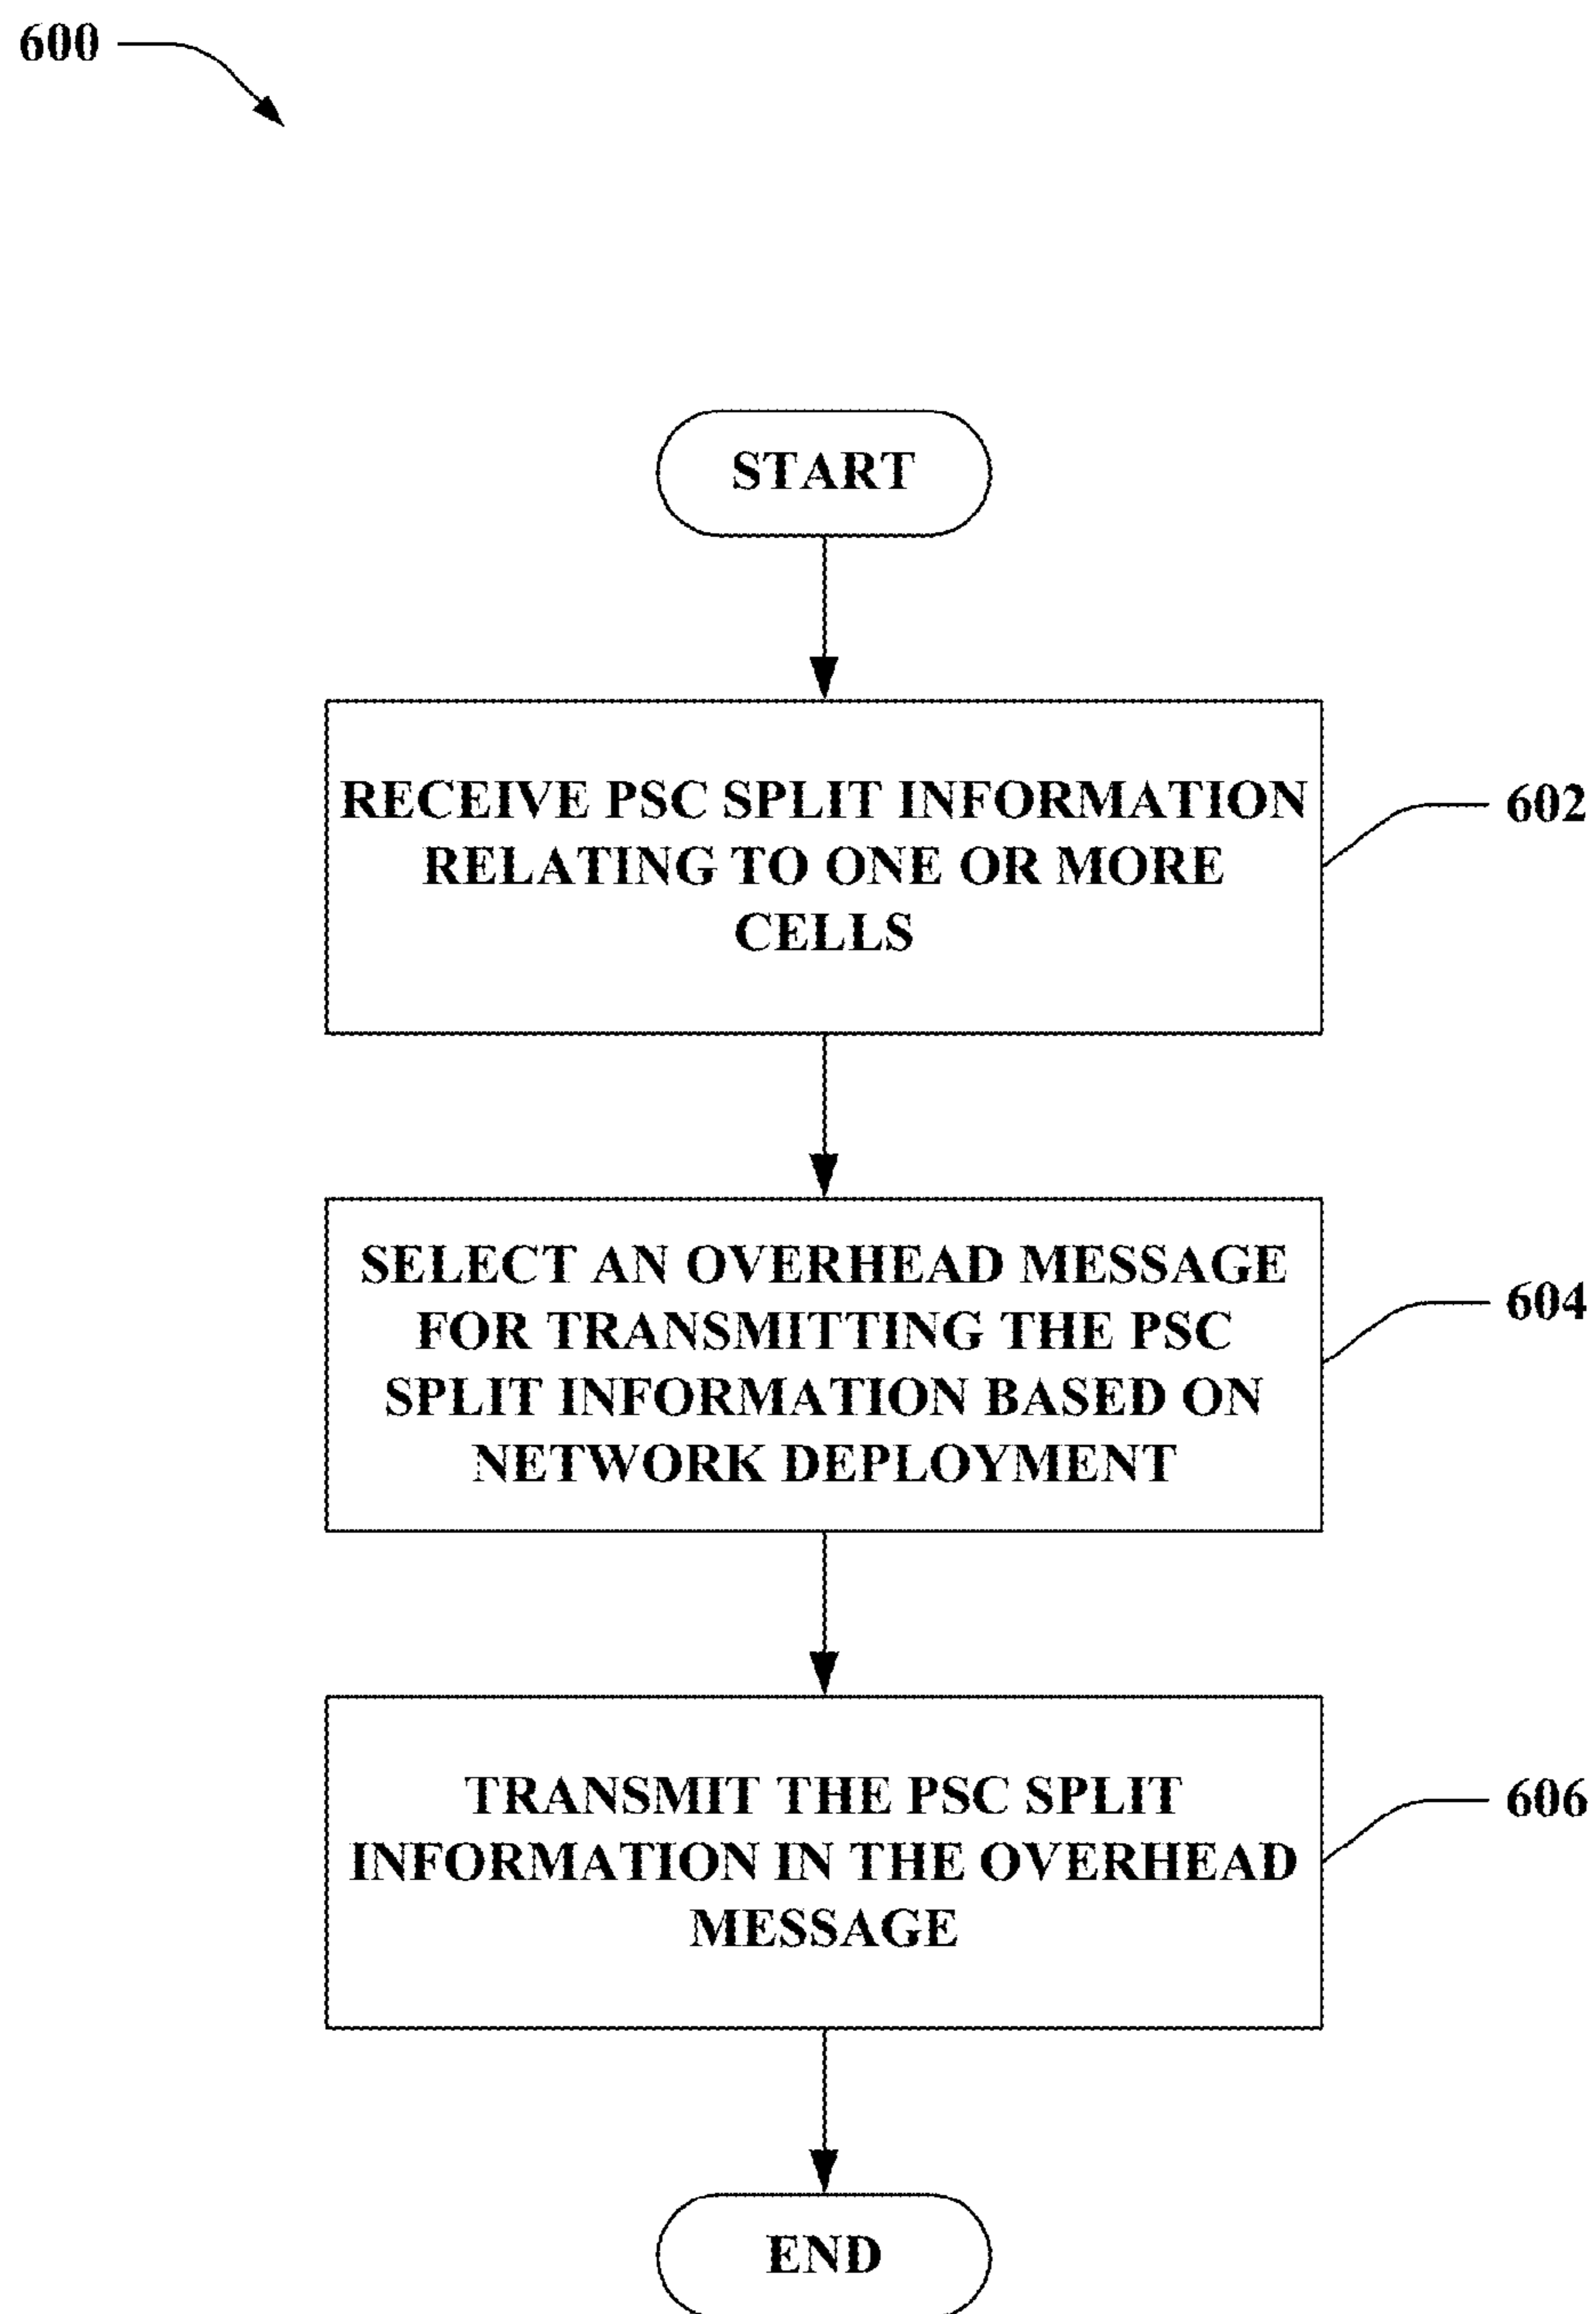 600
START
RECEIVE PSC SPLIT INFORMATION
RELATING TO ONE OR MORE
CELLS
602
SELECT AN OVERHEAD MESSAGE
FOR TRANSMITTING THE PSC
SPLIT INFORMATION BASED ON
NETWORK DEPLOYMENT
604
TRANSMIT THE PSC SPLIT
INFORMATION IN THE OVERHEAD
MESSAGE
606
END